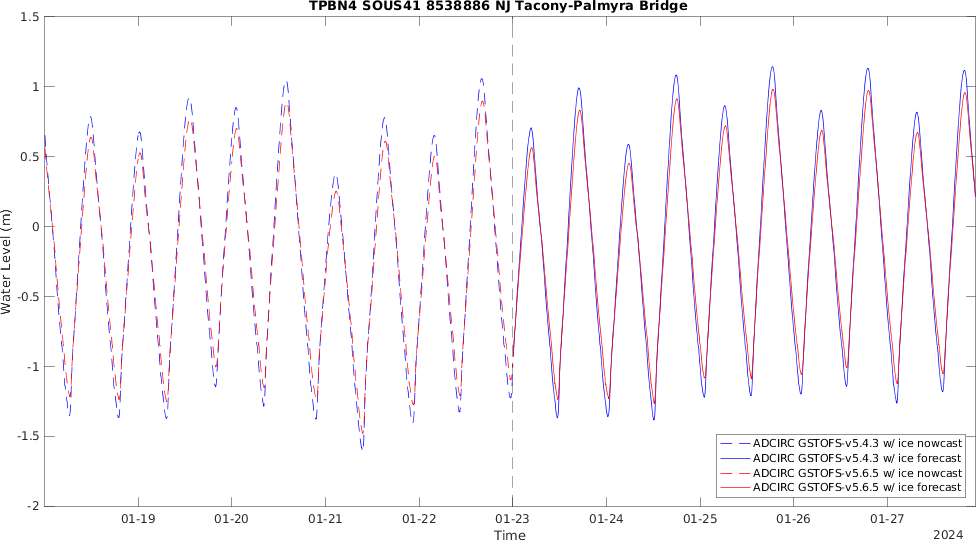 TPBN4 SOUS41 8538886 NJ Tacony-Palmyra Bridge
1.5
1
0.5
0
-0.5
-1
-1.5
-2
Water Level (m)
01-19 01-20 01-21 01-22 01-23 01-24 01-25 01-26 01-27
Time
2024
ADCIRC GSTOFS-v5.4.3 w/ ice nowcast
ADCIRC GSTOFS-v5.4.3 w/ ice forecast
ADCIRC GSTOFS-v5.6.5 w/ ice nowcast
ADCIRC GSTOFS-v5.6.5 w/ ice forecast